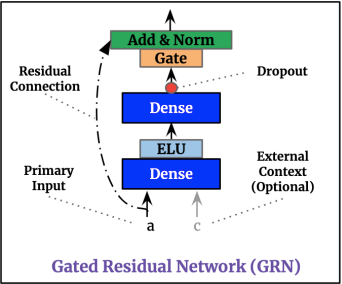 Add & Norm
Gate
Residual
Connection
Dropout
Dense
ELU
Dense
Primary
Input
External
Context
(Optional)
a
c
Gated Residual Network (GRN)